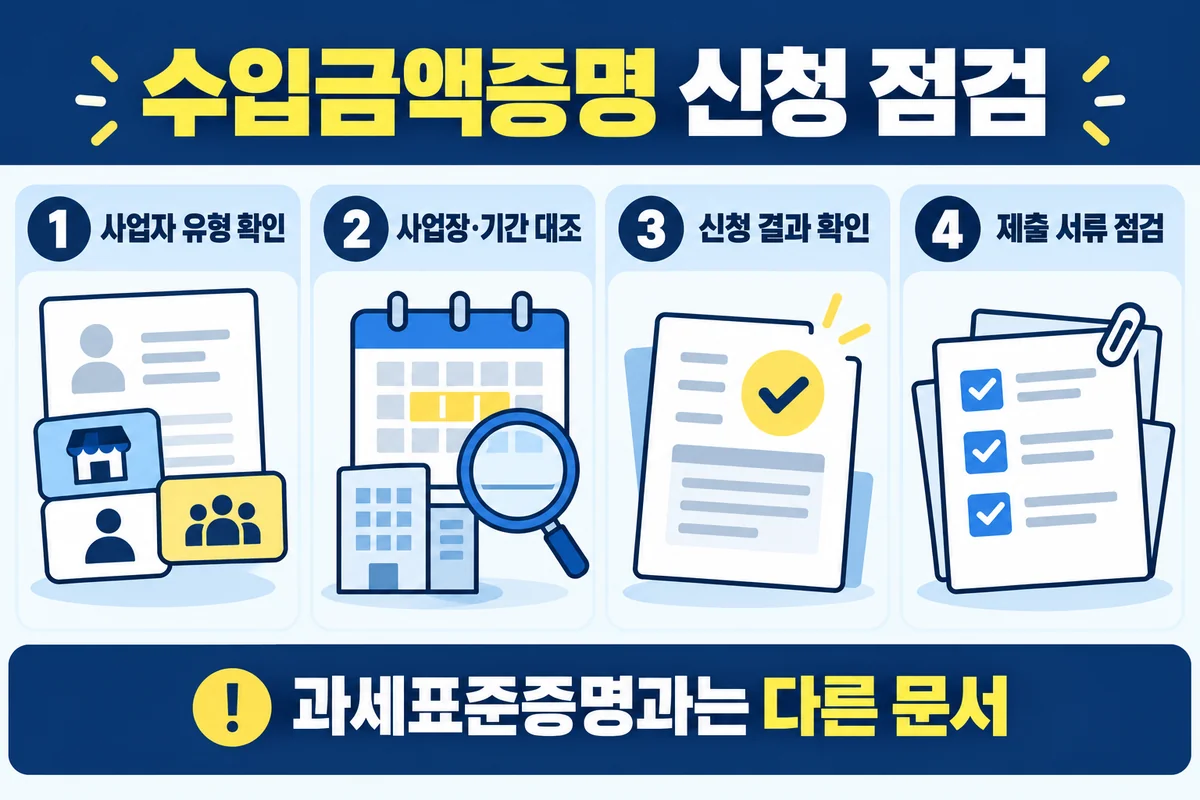 수입금액증명 신청 점검
1 사업자 유형 확인
2 사업장·기간 대조
3 신청 결과 확인
4 제출 서류 점검
! 과세표준증명과는 다른 문서